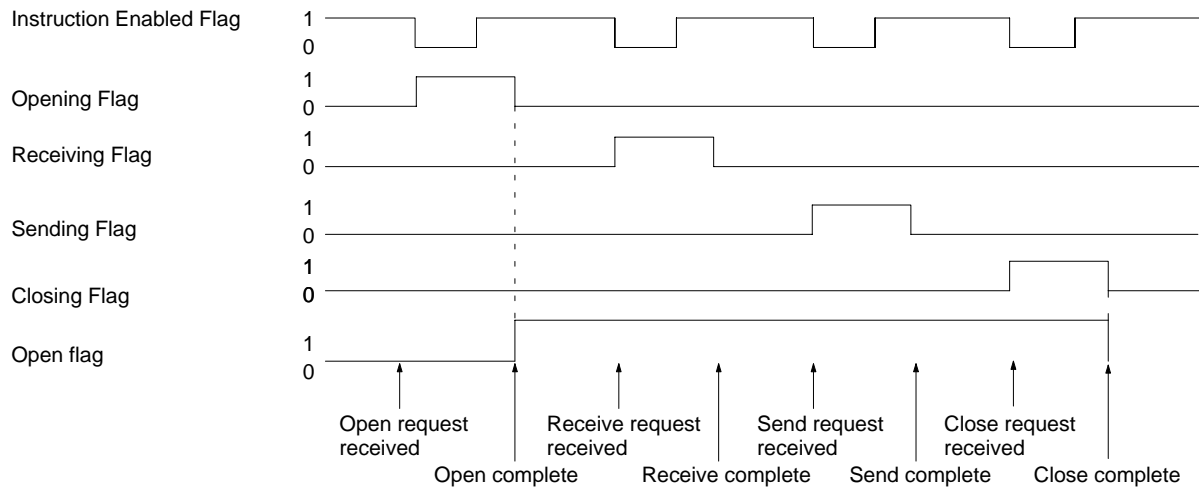 Instruction Enabled Flag
1
0
Opening Flag
1
0
Receiving Flag
1
0
Sending Flag
1
0
Closing Flag
1
0
Open flag
1
0
Open request
received
Receive request
received
Send request
received
Close request
received
Open complete
Receive complete
Send complete
Close complete